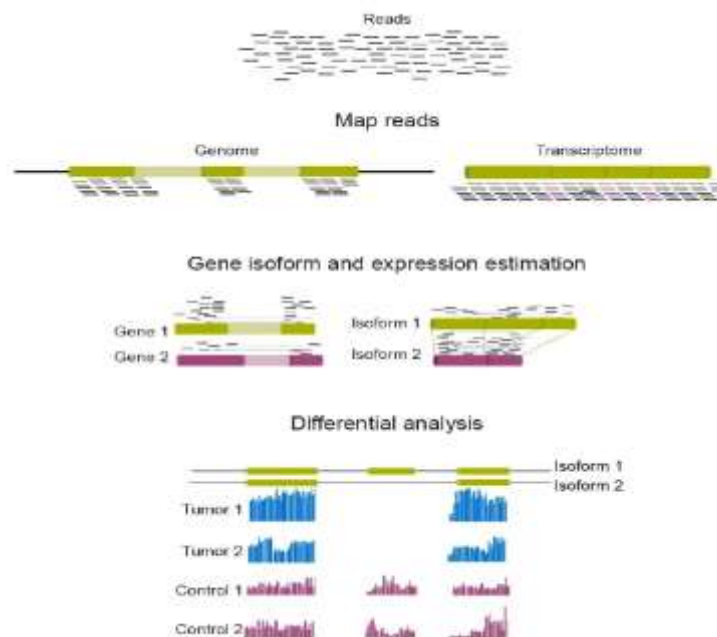 Reads
Map reads
Genome
Transcriptome
Gene isoform and expression estimation
Gene 1
Isoform 1
Gene 2
Isoform 2
Differential analysis
Isoform 1
Isoform 2
Tumor 1
Tumor 2
Control 1
Control 2